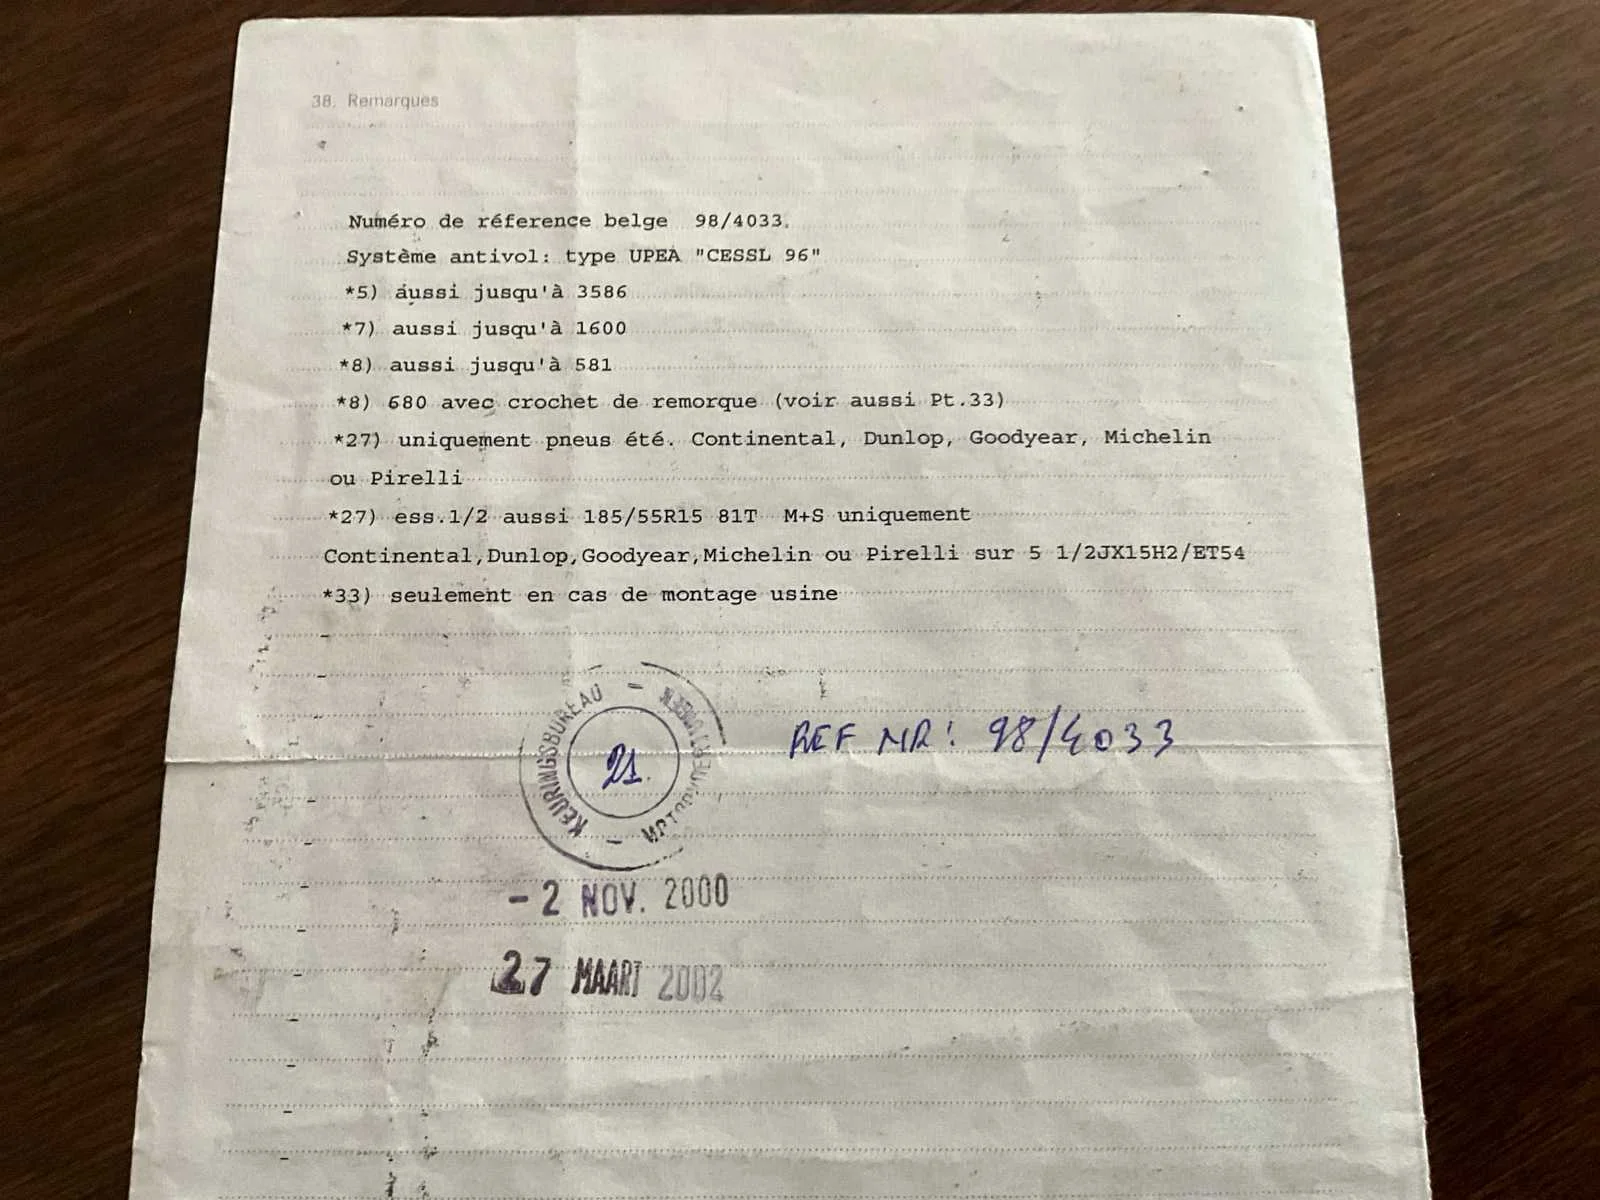 38. Remarques
Numéro de réference belge 98/4033.
Système antivol: type UPEA "CESSL 96"
*5) aussi jusqu'à 3586
*7) aussi jusqu'à 1600
*8) aussi jusqu'à 581
*8) 680 avec crochet de remorque (voir aussi Pt.33)
*27) uniquement pneus été. Continental, Dunlop, Goodyear, Michelin
ou Pirelli
*27) ess.1/2 aussi 185/55R15 81T M+S uniquement
Continental,Dunlop,Goodyear,Michelin ou Pirelli sur 5 1/2JX15H2/ET54
*33) seulement en cas de montage usine
KEURINGSBUREAU
21.
REF NR: 98/4033
- 2 NOV. 2000
27 MAART 2002